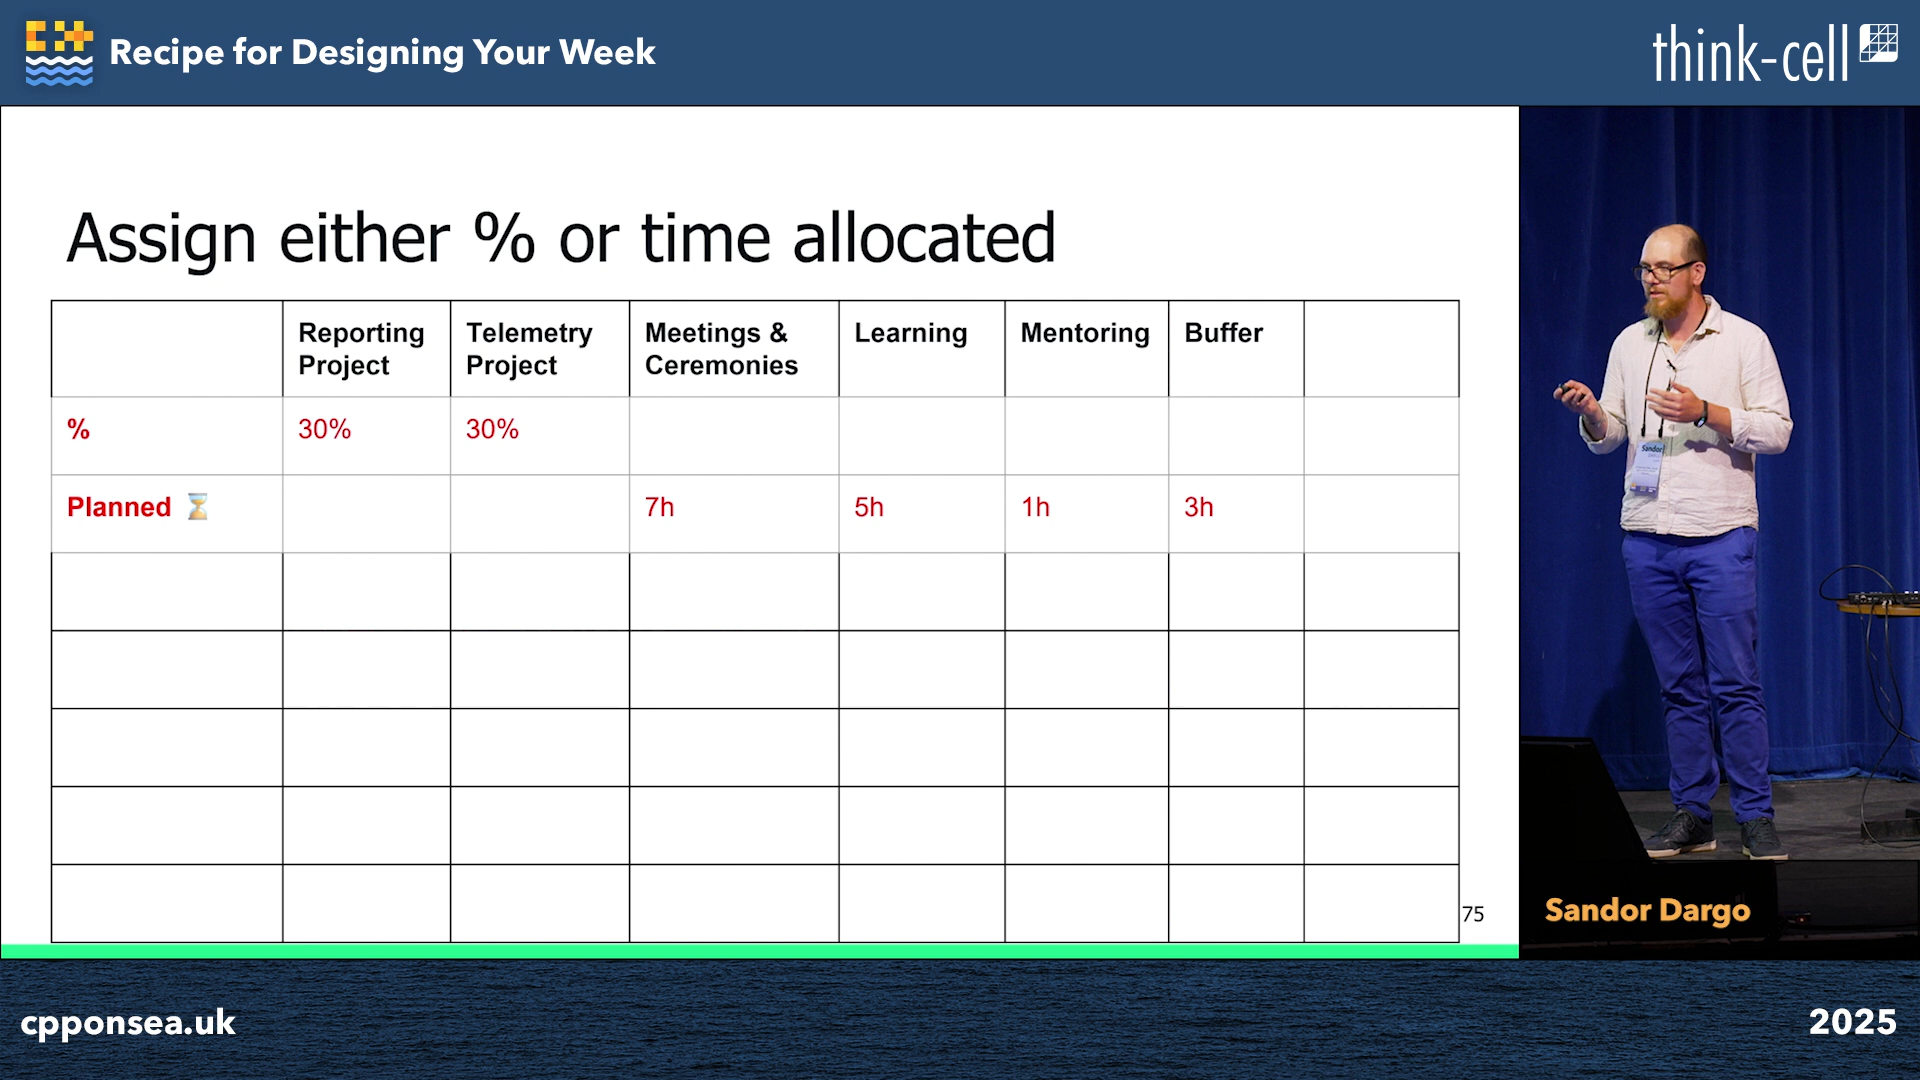 Recipe for Designing Your Week
think-cell
Assign either % or time allocated
Reporting Project
Telemetry Project
Meetings & Ceremonies
Learning
Mentoring
Buffer
%
30%
30%
Planned ⏳
7h
5h
1h
3h
75
Sandor
Sandor Dargo
cpponsea.uk
2025